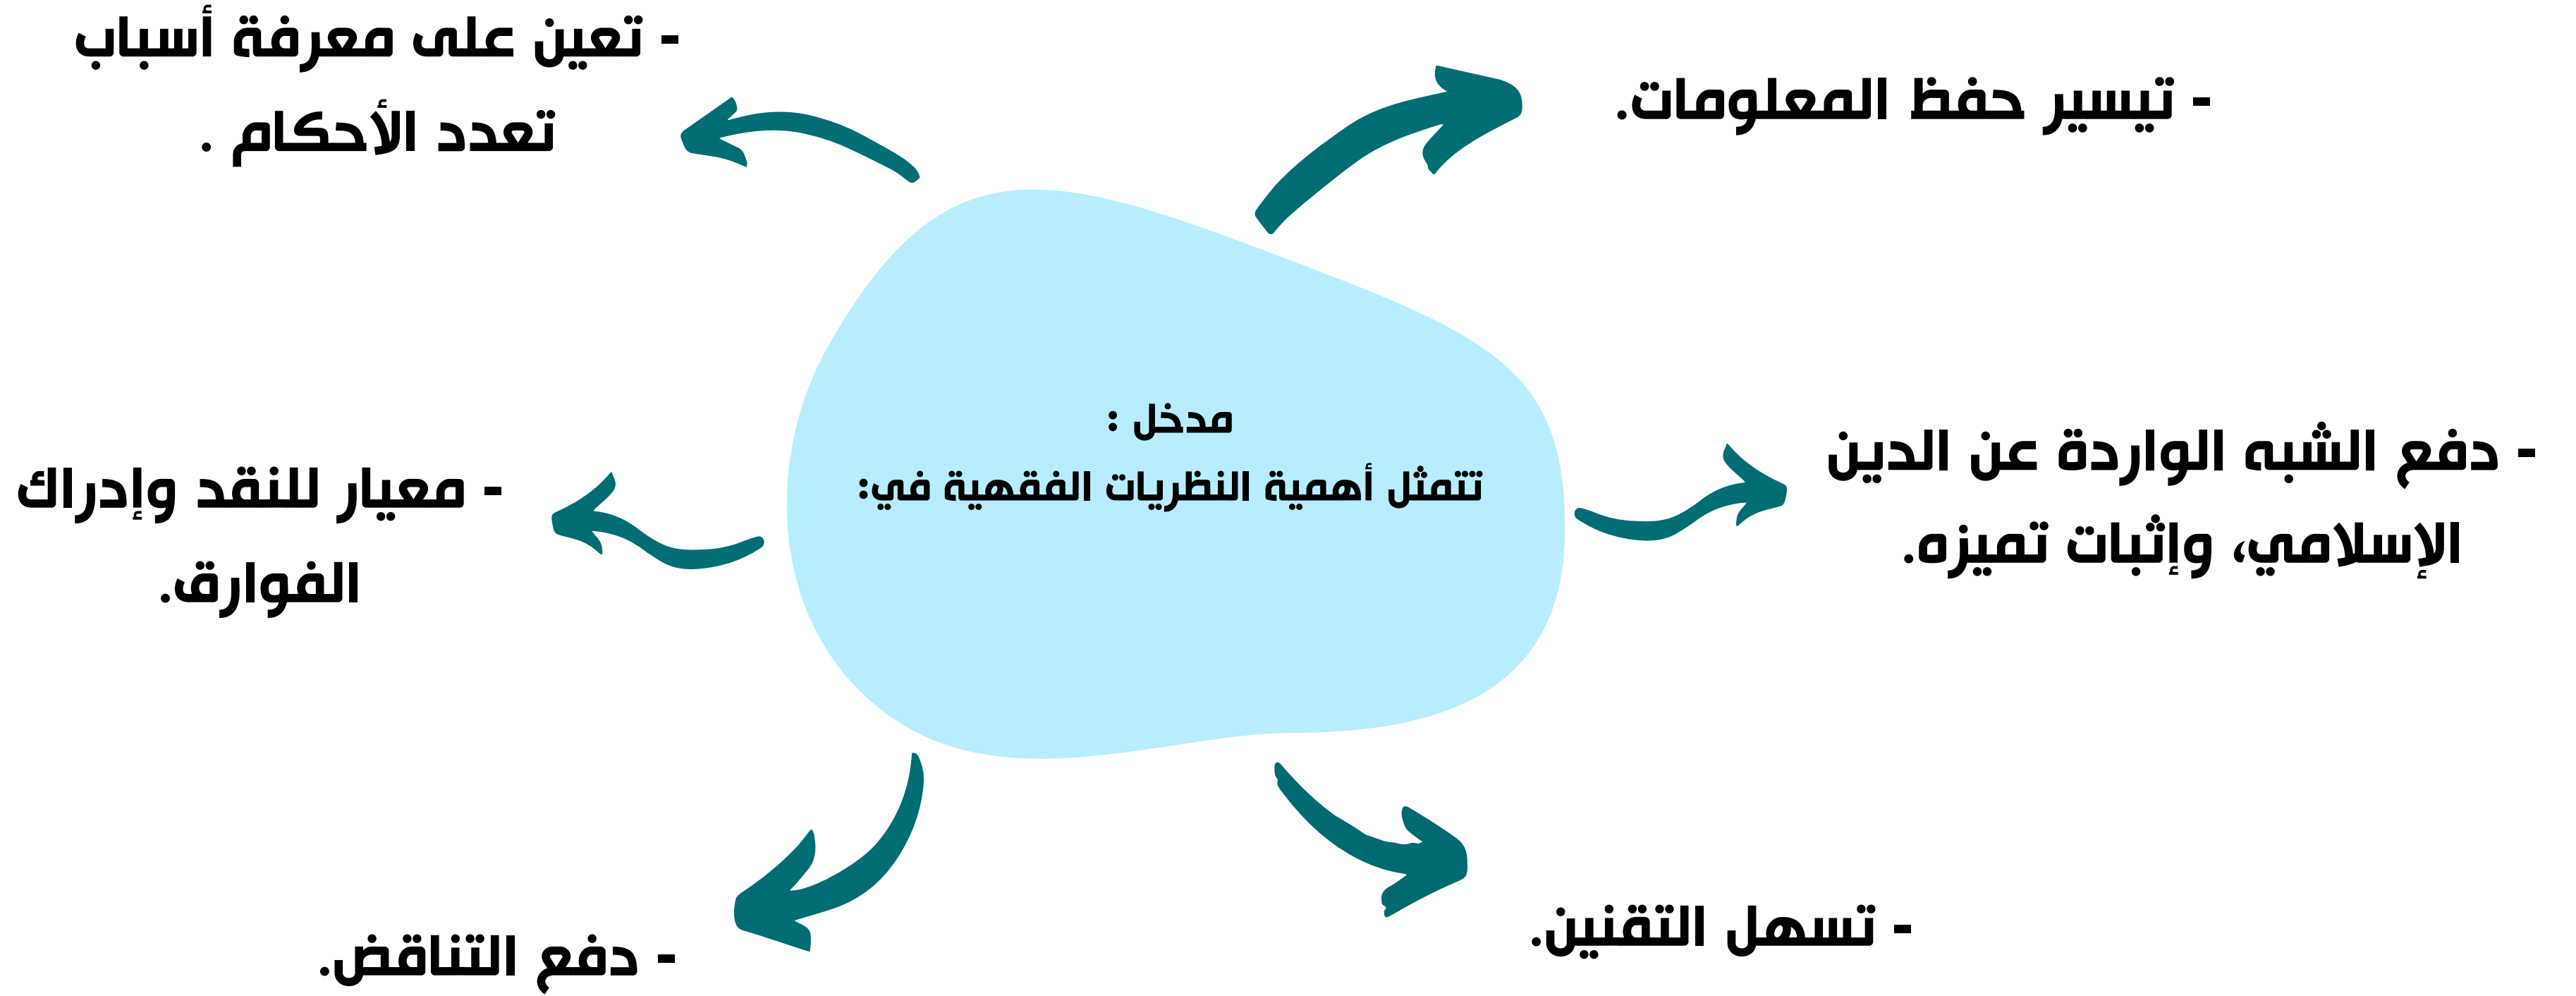 مدخل :
تتمثل أهمية النظريات الفقهية في:
- تيسير حفظ المعلومات.
- دفع الشبه الواردة عن الدين
الإسلامي، وإثبات تميزه.
- تسهل التقنين.
- تعين على معرفة أسباب
تعدد الأحكام .
- معيار للنقد وإدراك
الفوارق.
- دفع التناقض.